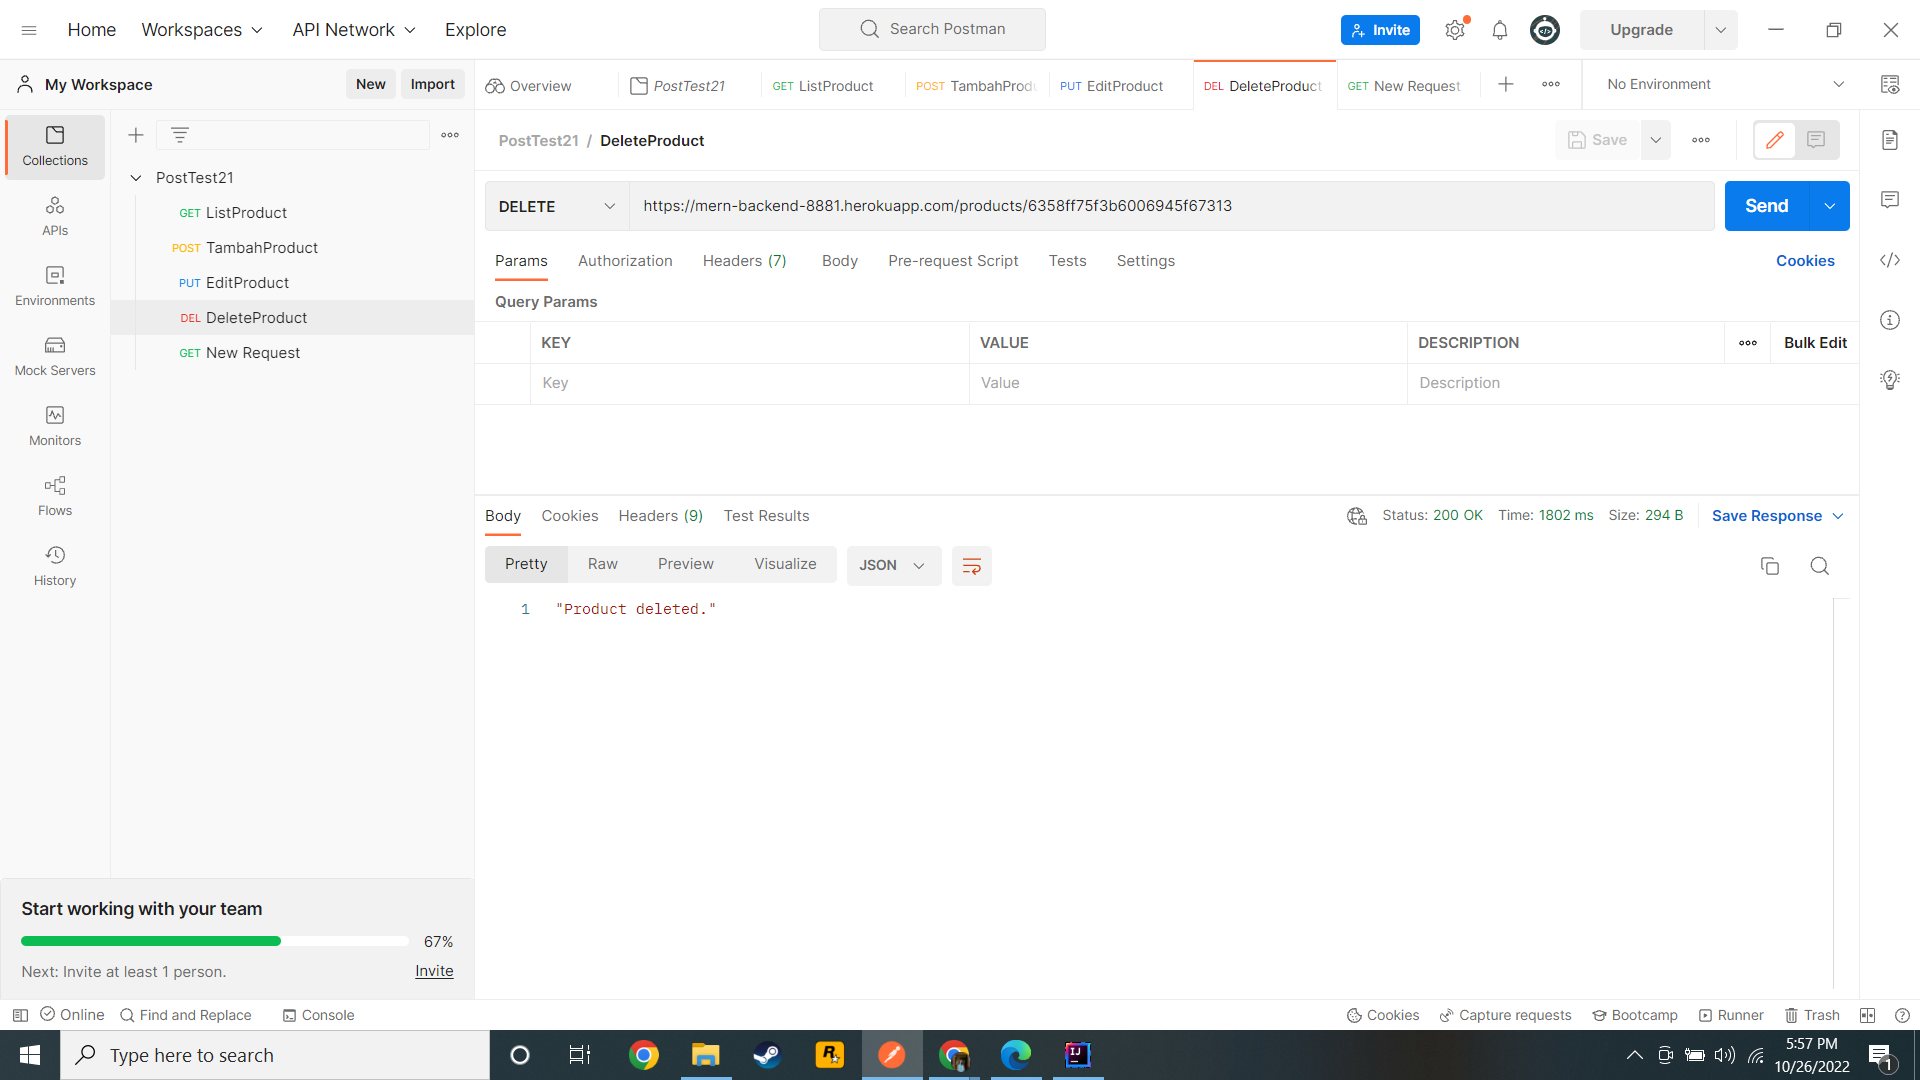 Home
Workspaces
API Network
Explore
Search Postman
Invite
Upgrade
My Workspace
New
Import
Overview
PostTest21
GET ListProduct
POST TambahProdu
PUT EditProduct
DEL DeleteProduct
GET New Request
No Environment
Collections
APIs
Environments
Mock Servers
Monitors
Flows
History
PostTest21
GET ListProduct
POST TambahProduct
PUT EditProduct
DEL DeleteProduct
GET New Request
PostTest21 / DeleteProduct
Save
DELETE
https://mern-backend-8881.herokuapp.com/products/6358ff75f3b6006945f67313
Send
Params
Authorization
Headers (7)
Body
Pre-request Script
Tests
Settings
Cookies
Query Params
KEY
VALUE
DESCRIPTION
Bulk Edit
Key
Value
Description
Body
Cookies
Headers (9)
Test Results
Status: 200 OK
Time: 1802 ms
Size: 294 B
Save Response
Pretty
Raw
Preview
Visualize
JSON
1 "Product deleted."
Start working with your team
67%
Next: Invite at least 1 person.
Invite
Online
Find and Replace
Console
Cookies
Capture requests
Bootcamp
Runner
Trash
Type here to search
R
IJ
5:57 PM
10/26/2022
1